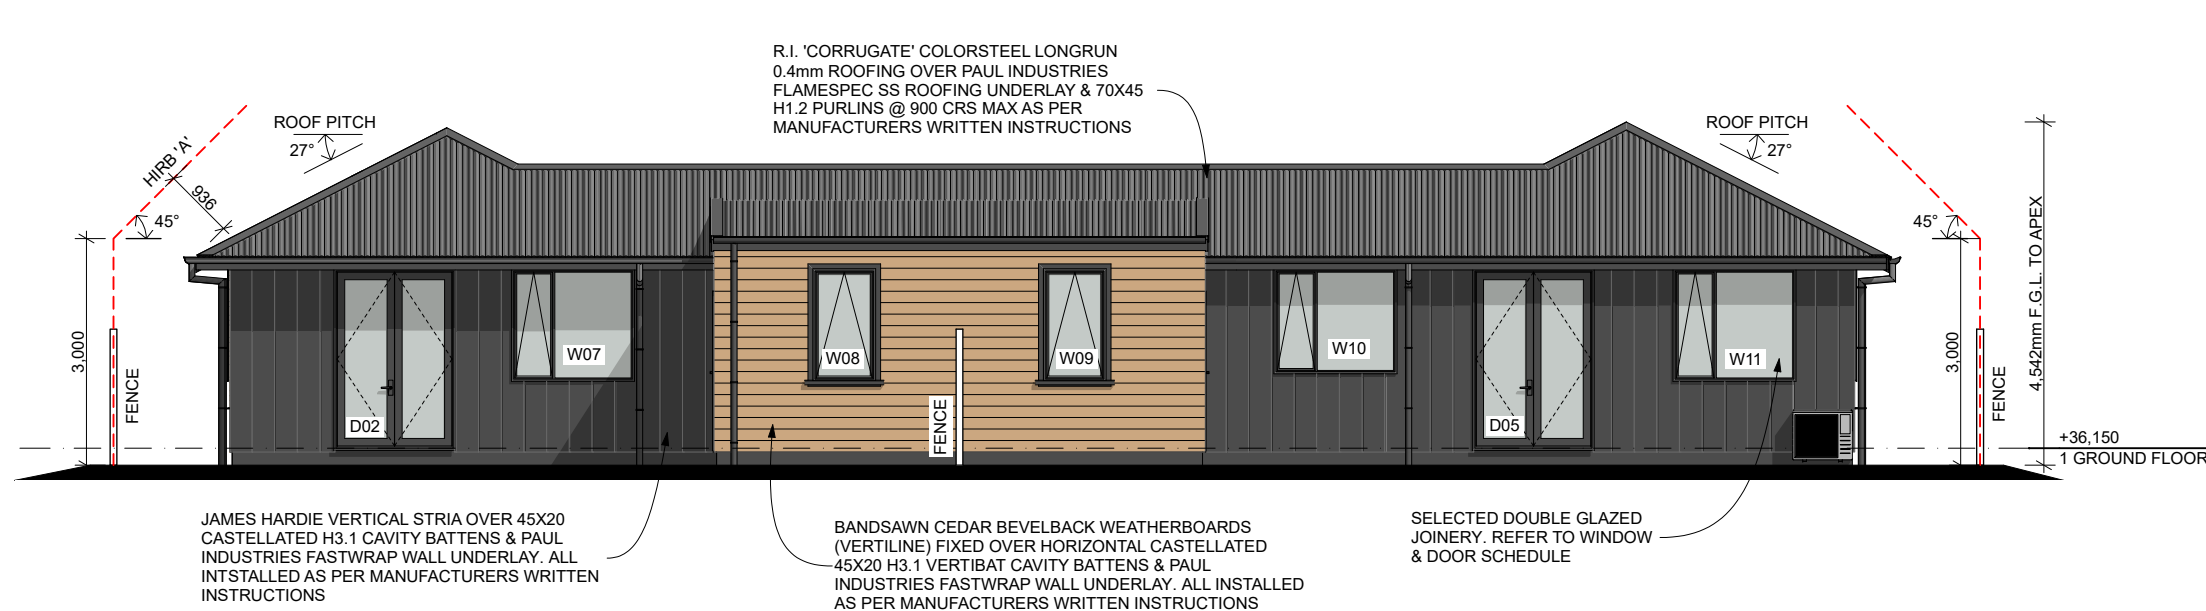 R.I. 'CORRUGATE' COLORSTEEL LONGRUN
0.4mm ROOFING OVER PAUL INDUSTRIES
FLAMESPEC SS ROOFING UNDERLAY & 70X45
H1.2 PURLINS @ 900 CRS MAX AS PER
MANUFACTURERS WRITTEN INSTRUCTIONS
ROOF PITCH
27°
HIRB 'A'
936
45°
3,000
FENCE
ROOF PITCH
27°
45°
3,000
FENCE
4,542mm F.G.L. TO APEX
+36,150
1 GROUND FLOOR
D02
W07
W08
FENCE
W09
W10
D05
W11
JAMES HARDIE VERTICAL STRIA OVER 45X20
CASTELLATED H3.1 CAVITY BATTENS & PAUL
INDUSTRIES FASTWRAP WALL UNDERLAY. ALL
INTSTALLED AS PER MANUFACTURERS WRITTEN
INSTRUCTIONS
BANDSAWN CEDAR BEVELBACK WEATHERBOARDS
(VERTILINE) FIXED OVER HORIZONTAL CASTELLATED
45X20 H3.1 VERTIBAT CAVITY BATTENS & PAUL
INDUSTRIES FASTWRAP WALL UNDERLAY. ALL INSTALLED
AS PER MANUFACTURERS WRITTEN INSTRUCTIONS
SELECTED DOUBLE GLAZED
JOINERY. REFER TO WINDOW
& DOOR SCHEDULE